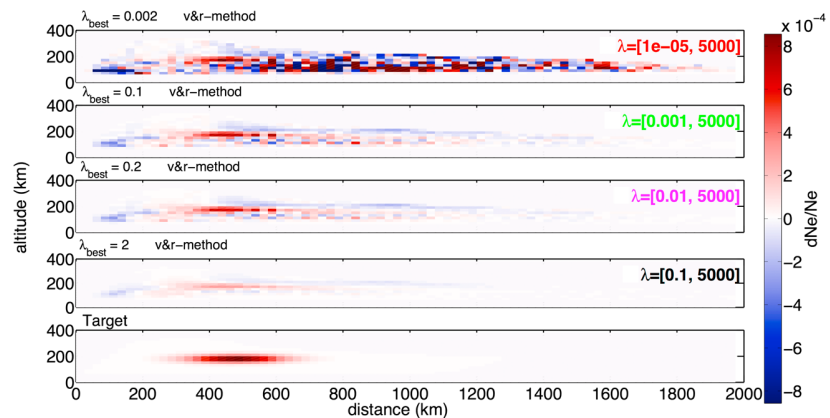 λbest = 0.002 v&r-method
x 10⁻⁴
400
200
0
λ=[1e-05, 5000]
8
λbest = 0.1 v&r-method
400
200
0
λ=[0.001, 5000]
6
4
λbest = 0.2 v&r-method
400
200
0
λ=[0.01, 5000]
2
0
altitude (km)
dNe/Ne
λbest = 2 v&r-method
400
200
0
λ=[0.1, 5000]
−2
−4
Target
400
200
0
−6
−8
0 200 400 600 800 1000 1200 1400 1600 1800 2000
distance (km)